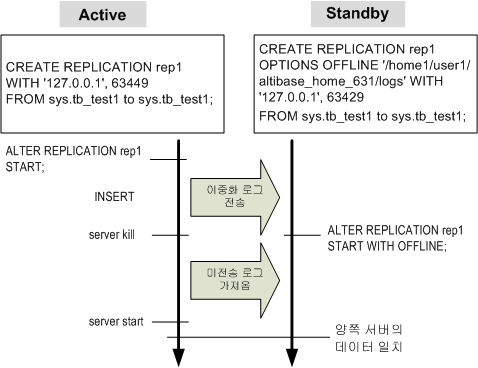 Active
Standby
CREATE REPLICATION rep1
WITH '127.0.0.1', 63449
FROM sys.tb_test1 to sys.tb_test1;
CREATE REPLICATION rep1
OPTIONS OFFLINE '/home1/user1/
altibase_home_631/logs' WITH
'127.0.0.1', 63429
FROM sys.tb_test1 to sys.tb_test1;
ALTER REPLICATION rep1
START;
INSERT
이중화 로그
전송
server kill
ALTER REPLICATION rep1
START WITH OFFLINE;
미전송 로그
가져옴
server start
양쪽 서버의
데이터 일치